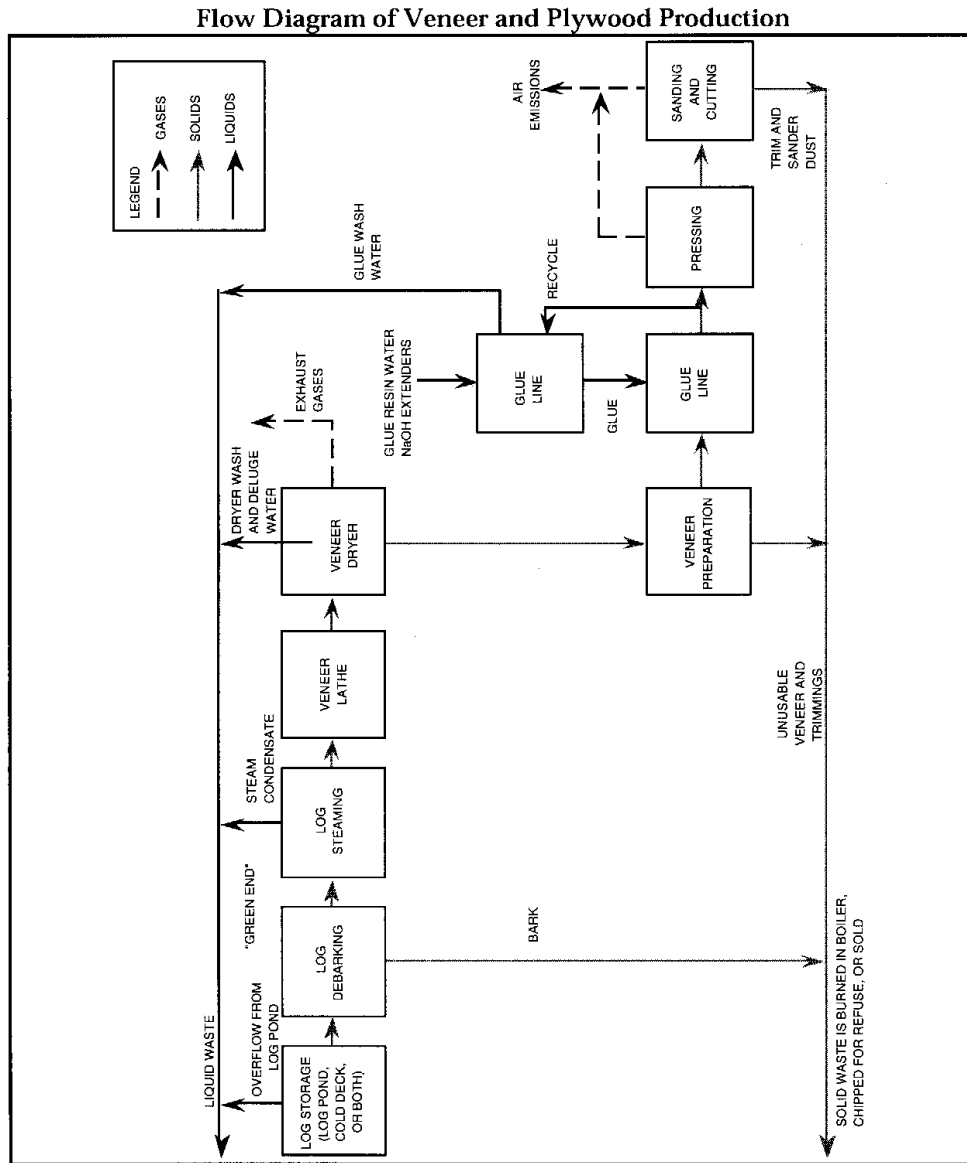 Flow Diagram of Veneer and Plywood Production
LEGEND
GASES
SOLIDS
LIQUIDS
LIQUID WASTE
OVERFLOW FROM
LOG POND
"GREEN END"
STEAM
CONDENSATE
DRYER WASH
AND DELUGE
WATER
EXHAUST
GASES
GLUE WASH
WATER
LOG STORAGE
(LOG POND,
COLD DECK,
OR BOTH)
LOG
DEBARKING
LOG
STEAMING
VENEER
LATHE
VENEER
DRYER
GLUE RESIN WATER
NaOH EXTENDERS
GLUE
LINE
RECYCLE
AIR
EMISSIONS
BARK
GLUE
VENEER
PREPARATION
GLUE LINE
PRESSING
SANDING
AND
CUTTING
UNUSABLE
VENEER AND
TRIMMINGS
TRIM AND
SANDER
DUST
SOLID WASTE IS BURNED IN BOILER,
CHIPPED FOR REFUSE, OR SOLD